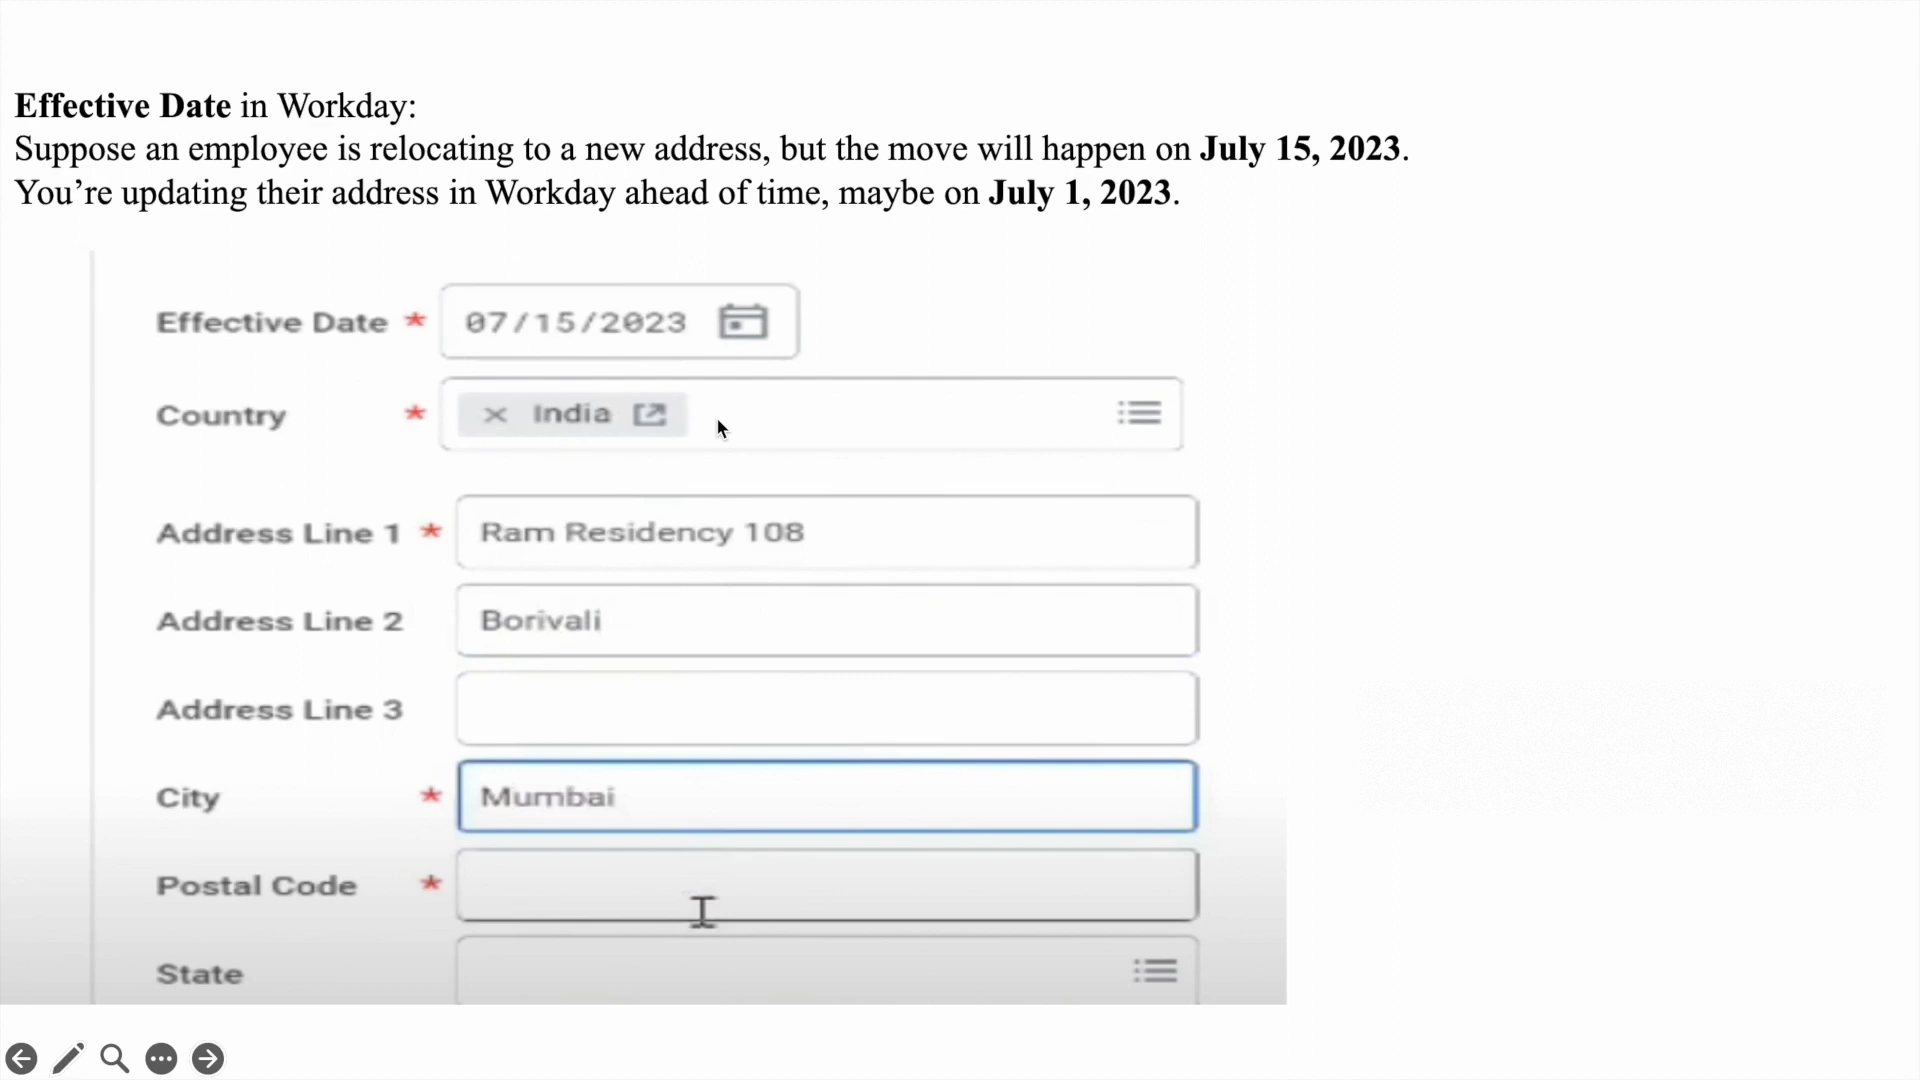 Effective Date in Workday:
Suppose an employee is relocating to a new address, but the move will happen on July 15, 2023.
You’re updating their address in Workday ahead of time, maybe on July 1, 2023.
Effective Date * 07/15/2023
Country * × India
Address Line 1 * Ram Residency 108
Address Line 2 Borivali
Address Line 3
City * Mumbai
Postal Code *
State